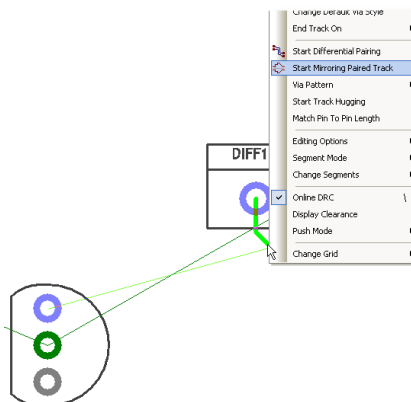 Change Default Via Style
End Track On
Start Differential Pairing
Start Mirroring Paired Track
Via Pattern
Start Track Hugging
Match Pin To Pin Length
DIFF1
Editing Options
Segment Mode
Change Segments
Online DRC \
Display Clearance
Push Mode
Change Grid